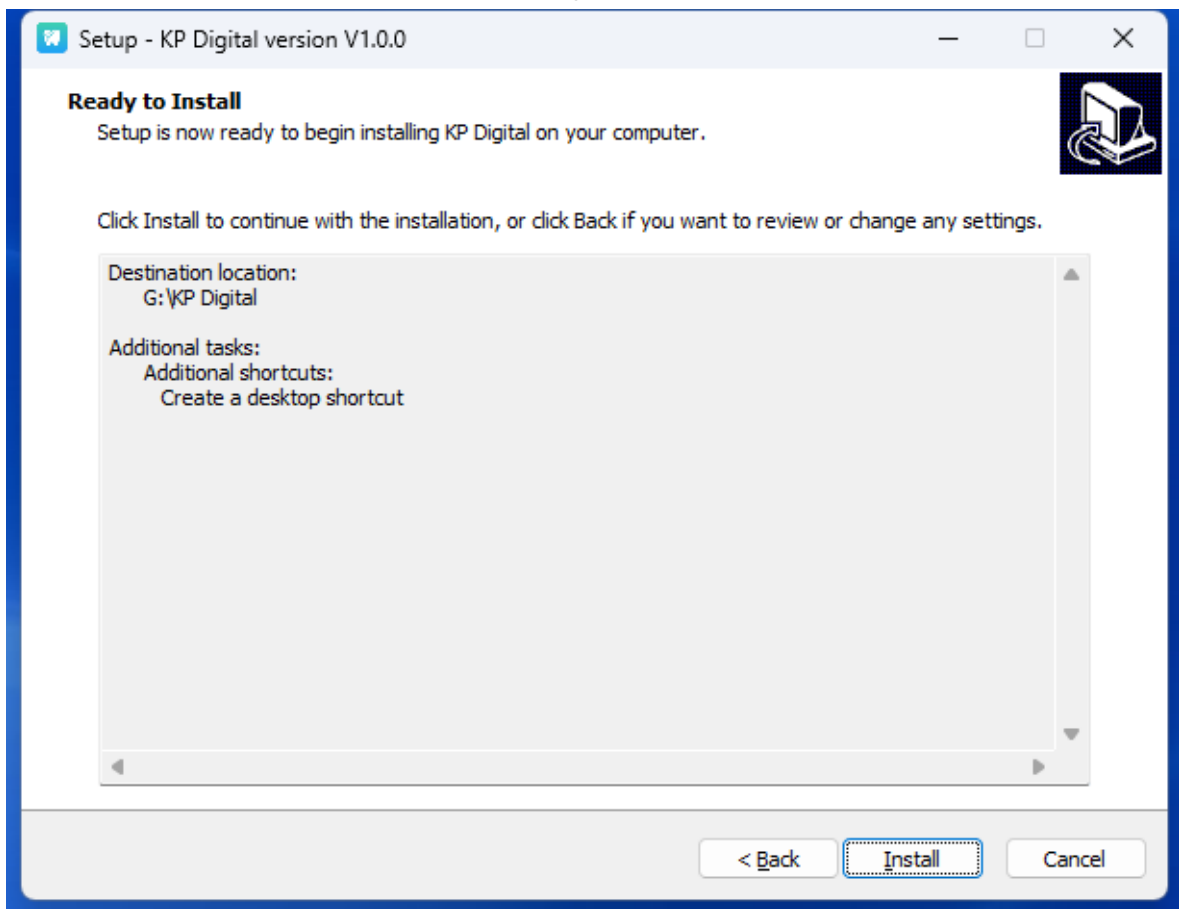 Setup - KP Digital version V1.0.0
Ready to Install
Setup is now ready to begin installing KP Digital on your computer.
Click Install to continue with the installation, or click Back if you want to review or change any settings.
Destination location:
G:\KP Digital
Additional tasks:
Additional shortcuts:
Create a desktop shortcut
< Back
Install
Cancel